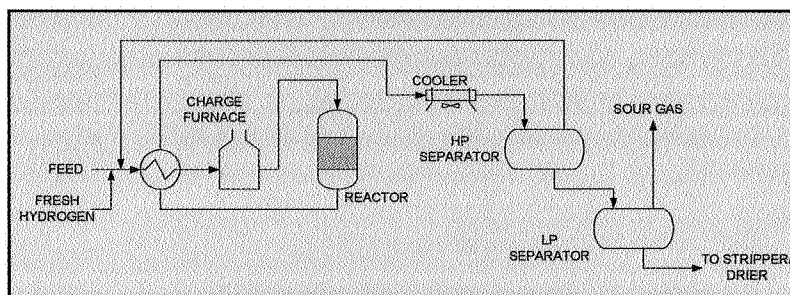 COOLER
CHARGE
FURNACE
SOUR GAS
HP
SEPARATOR
FEED
FRESH
HYDROGEN
REACTOR
LP
SEPARATOR
TO STRIPPER/
DRIER